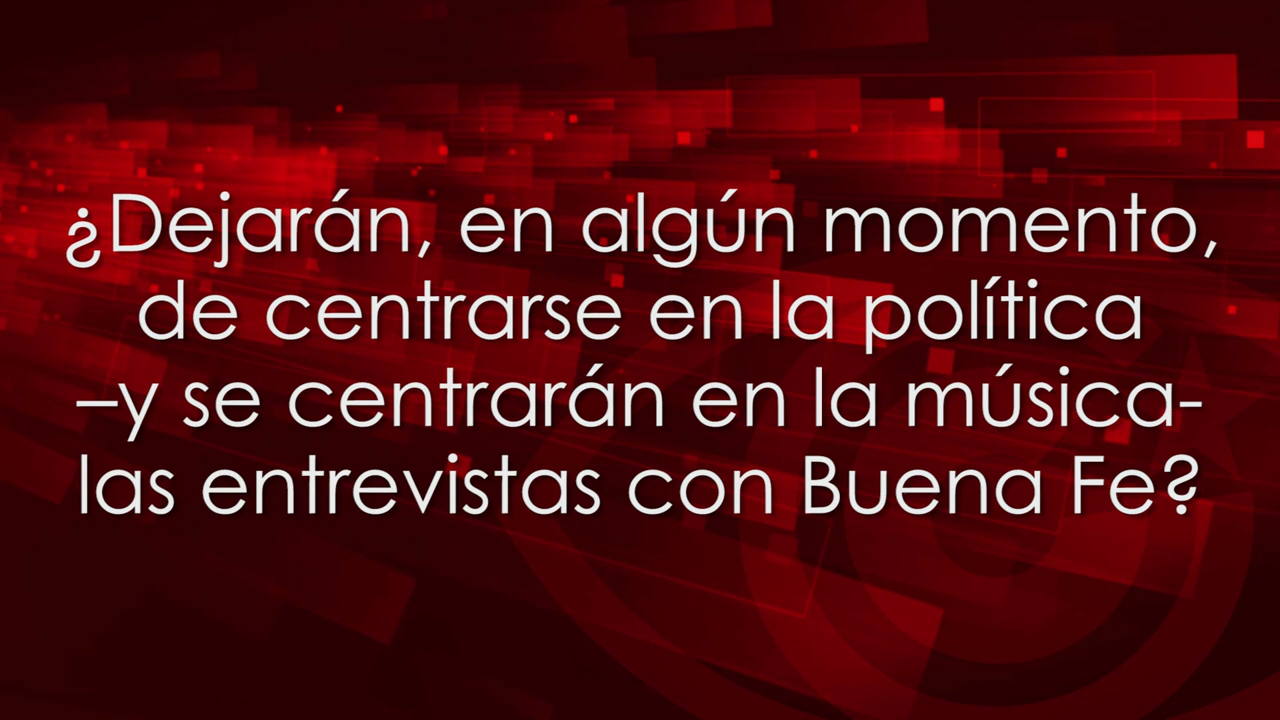 ¿Dejarán, en algún momento,
de centrarse en la política
–y se centrarán en la música-
las entrevistas con Buena Fe?